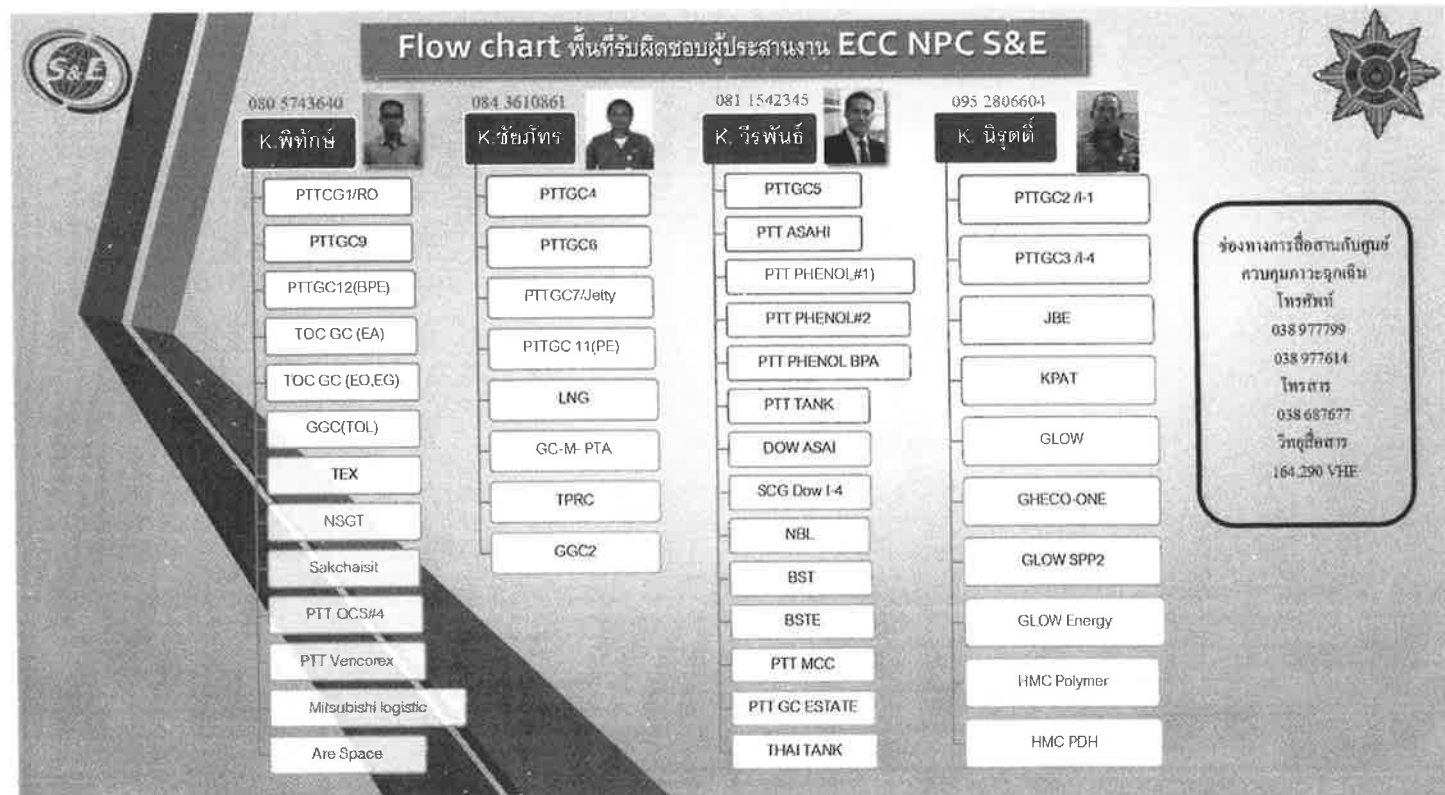 S&E
Flow chart พื้นที่รับผิดชอบผู้ประสานงาน ECC NPC S&E
080 5743640
K.พิทักษ์
PTTCG1/RO
PTTGC9
PTTGC12(BPE)
TOC GC (EA)
TOC GC (EO,EG)
GGC(TOL)
TEX
NSGT
Sakchaisit
PTT OCS#4
PTT Vencorex
Mitsubishi logistic
Are Space
084 3610861
K.ชัยภัทร
PTTGC4
PTTGC6
PTTGC7/Jetty
PTTGC 11(PE)
LNG
GC-M- PTA
TPRC
GGC2
081 1542345
K. วีรพันธ์
PTTGC5
PTT ASAHI
PTT PHENOL#1)
PTT PHENOL#2
PTT PHENOL BPA
PTT TANK
DOW ASAI
SCG Dow I-4
NBL
BST
BSTE
PTT MCC
PTT GC ESTATE
THAI TANK
095 2806604
K. นิรุตติ์
PTTGC2 /I-1
PTTGC3 /I-4
JBE
KPAT
GLOW
GHECO-ONE
GLOW SPP2
GLOW Energy
HMC Polymer
HMC PDH
ช่องทางการสื่อสารกับศูนย์
ควบคุมภาวะฉุกเฉิน
โทรศัพท์
038 977799
038 977614
โทรสาร
038 687677
วิทยุสื่อสาร
164.290 VHF